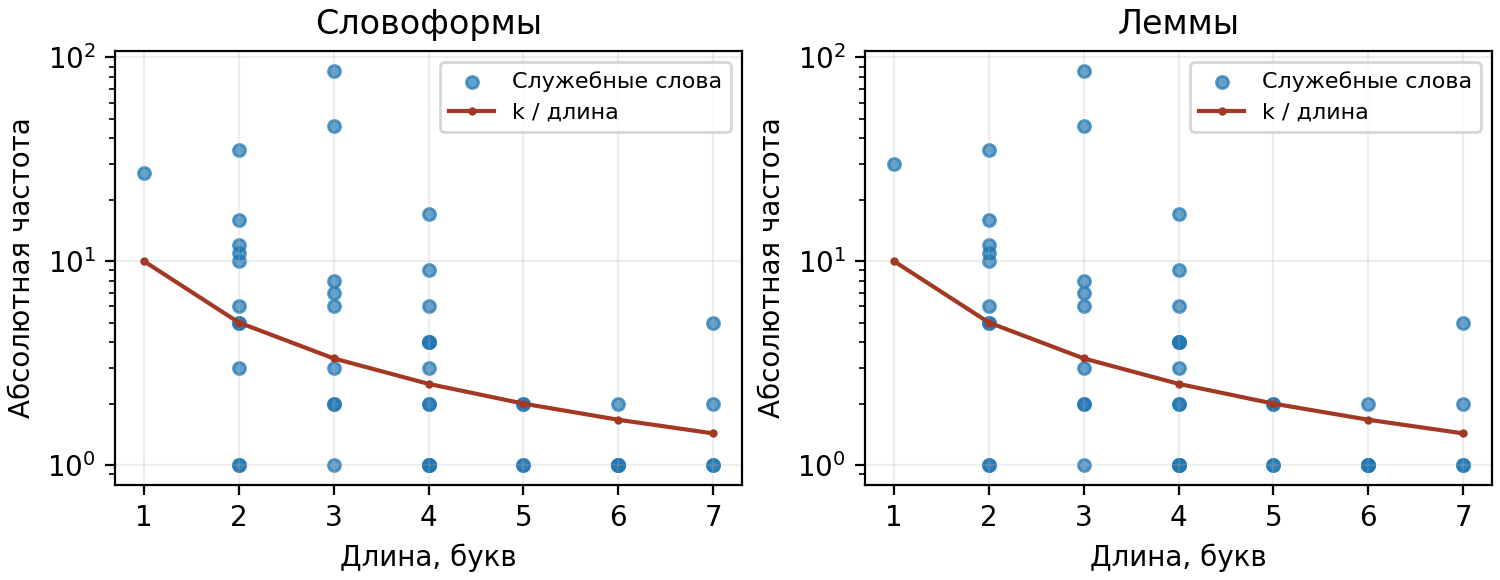 Словоформы
Абсолютная частота
10²
10¹
10⁰
Служебные слова
k / длина
1 2 3 4 5 6 7
Длина, букв
Леммы
Абсолютная частота
10²
10¹
10⁰
Служебные слова
k / длина
1 2 3 4 5 6 7
Длина, букв